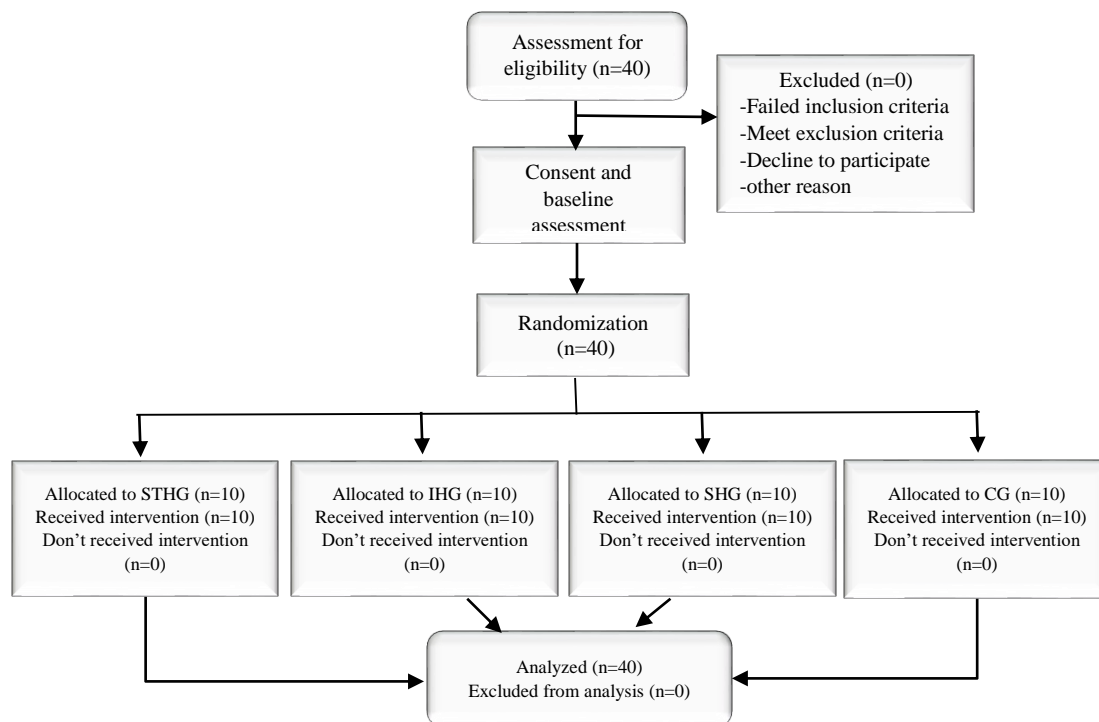 Assessment for
eligibility (n=40)
Excluded (n=0)
-Failed inclusion criteria
-Meet exclusion criteria
-Decline to participate
-other reason
Consent and
baseline
assessment
Randomization
(n=40)
Allocated to STHG (n=10)
Received intervention (n=10)
Don’t received intervention
(n=0)
Allocated to IHG (n=10)
Received intervention (n=10)
Don’t received intervention
(n=0)
Allocated to SHG (n=10)
Received intervention (n=10)
Don’t received intervention
(n=0)
Allocated to CG (n=10)
Received intervention (n=10)
Don’t received intervention
(n=0)
Analyzed (n=40)
Excluded from analysis (n=0)